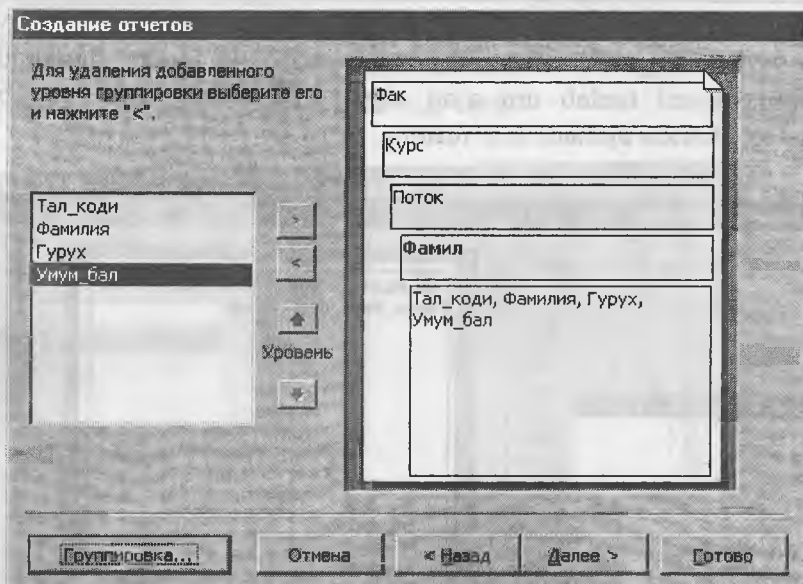 Создание отчетов
Для удаления добавленного
уровня группировки выберите его
и нажмите "<".
Тал_коди
Фамилия
Гурух
Умум_бал
>
<
Уровень
Фак
Курс
Поток
Фамил
Тал_коди, Фамилия, Гурух,
Умум_бал
Группировка...
Отмена
< Назад
Далее >
Готово